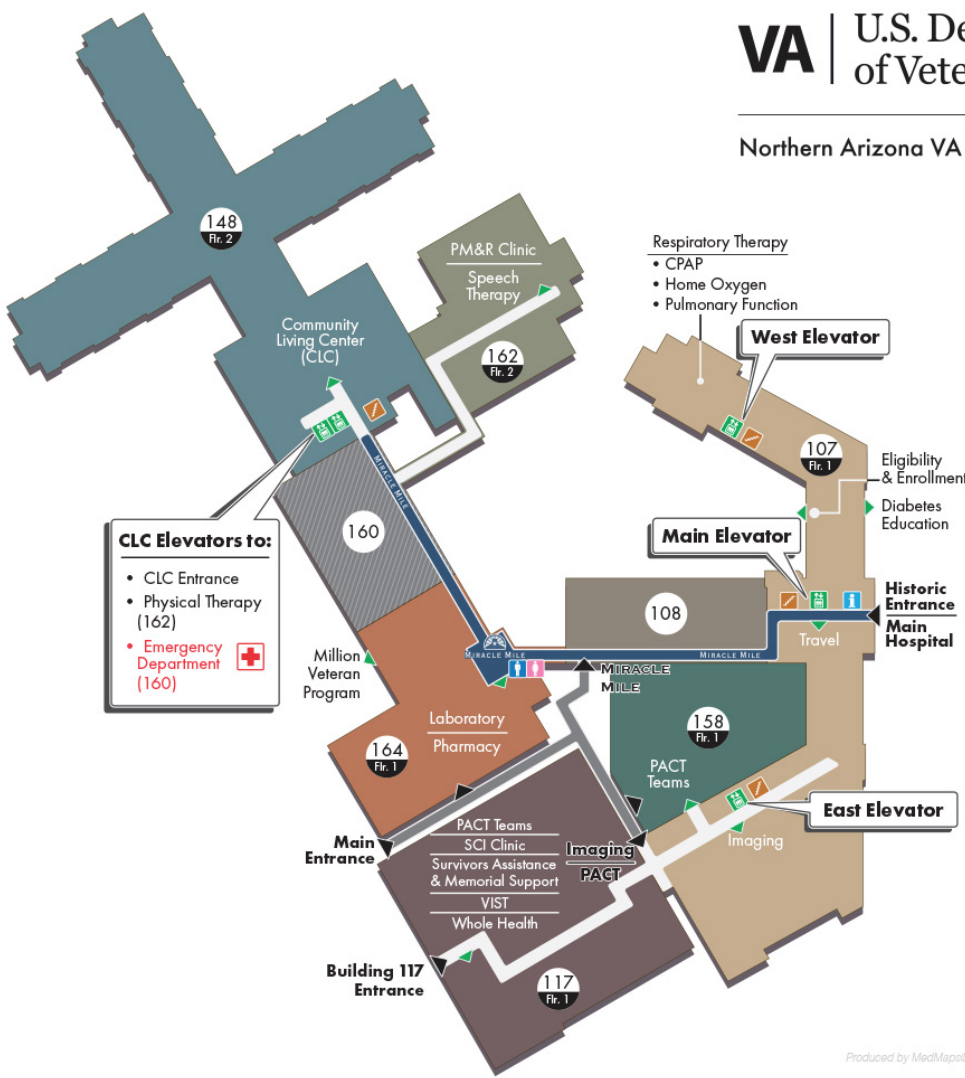 VA
U.S. De
of Vete
Northern Arizona VA
148
Flr. 2
PM&R Clinic
Speech
Therapy
162
Flr. 2
Community
Living Center
(CLC)
Respiratory Therapy
• CPAP
• Home Oxygen
• Pulmonary Function
West Elevator
107
Flr. 1
Eligibility
& Enrollment
Diabetes
Education
Main Elevator
Historic
Entrance
Main
Hospital
Travel
MIRACLE MILE
160
CLC Elevators to:
• CLC Entrance
• Physical Therapy
(162)
• Emergency
Department
(160)
108
MIRACLE MILE
MIRACLE MILE
MIRACLE
MILE
Million
Veteran
Program
Laboratory
Pharmacy
164
Flr. 1
158
Flr. 1
PACT
Teams
East Elevator
Imaging
Main
Entrance
PACT Teams
SCI Clinic
Survivors Assistance
& Memorial Support
VIST
Whole Health
Imaging
PACT
Building 117
Entrance
117
Flr. 1